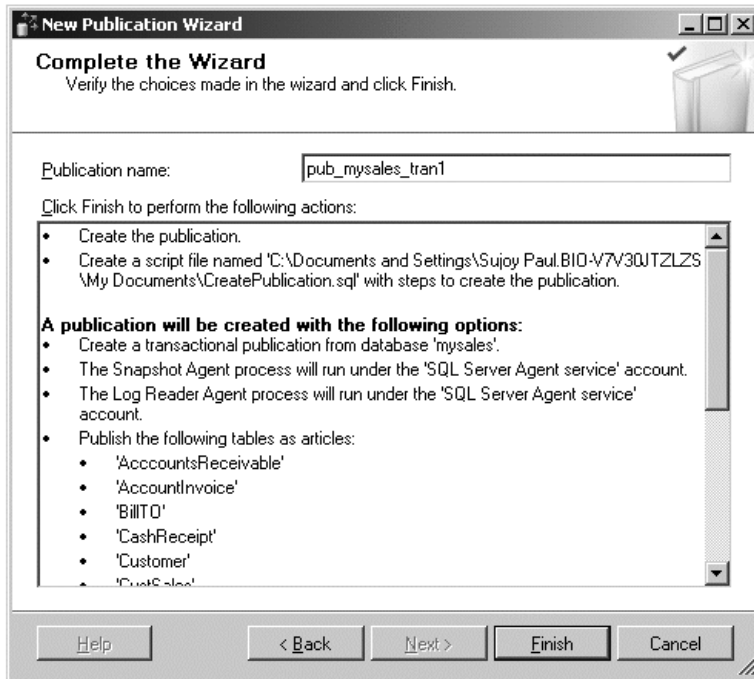 New Publication Wizard
Complete the Wizard
Verify the choices made in the wizard and click Finish.
Publication name:
pub_mysales_tran1
Click Finish to perform the following actions:
• Create the publication.
• Create a script file named 'C:\Documents and Settings\Sujoy Paul.BIO-V7V30JTZLZS
\My Documents\CreatePublication.sql' with steps to create the publication.
A publication will be created with the following options:
• Create a transactional publication from database 'mysales'.
• The Snapshot Agent process will run under the 'SQL Server Agent service' account.
• The Log Reader Agent process will run under the 'SQL Server Agent service'
account.
• Publish the following tables as articles:
• 'AcccountsReceivable'
• 'AccountInvoice'
• 'BillTO'
• 'CashReceipt'
• 'Customer'
• 'CustSales'
Help
< Back
Next >
Finish
Cancel